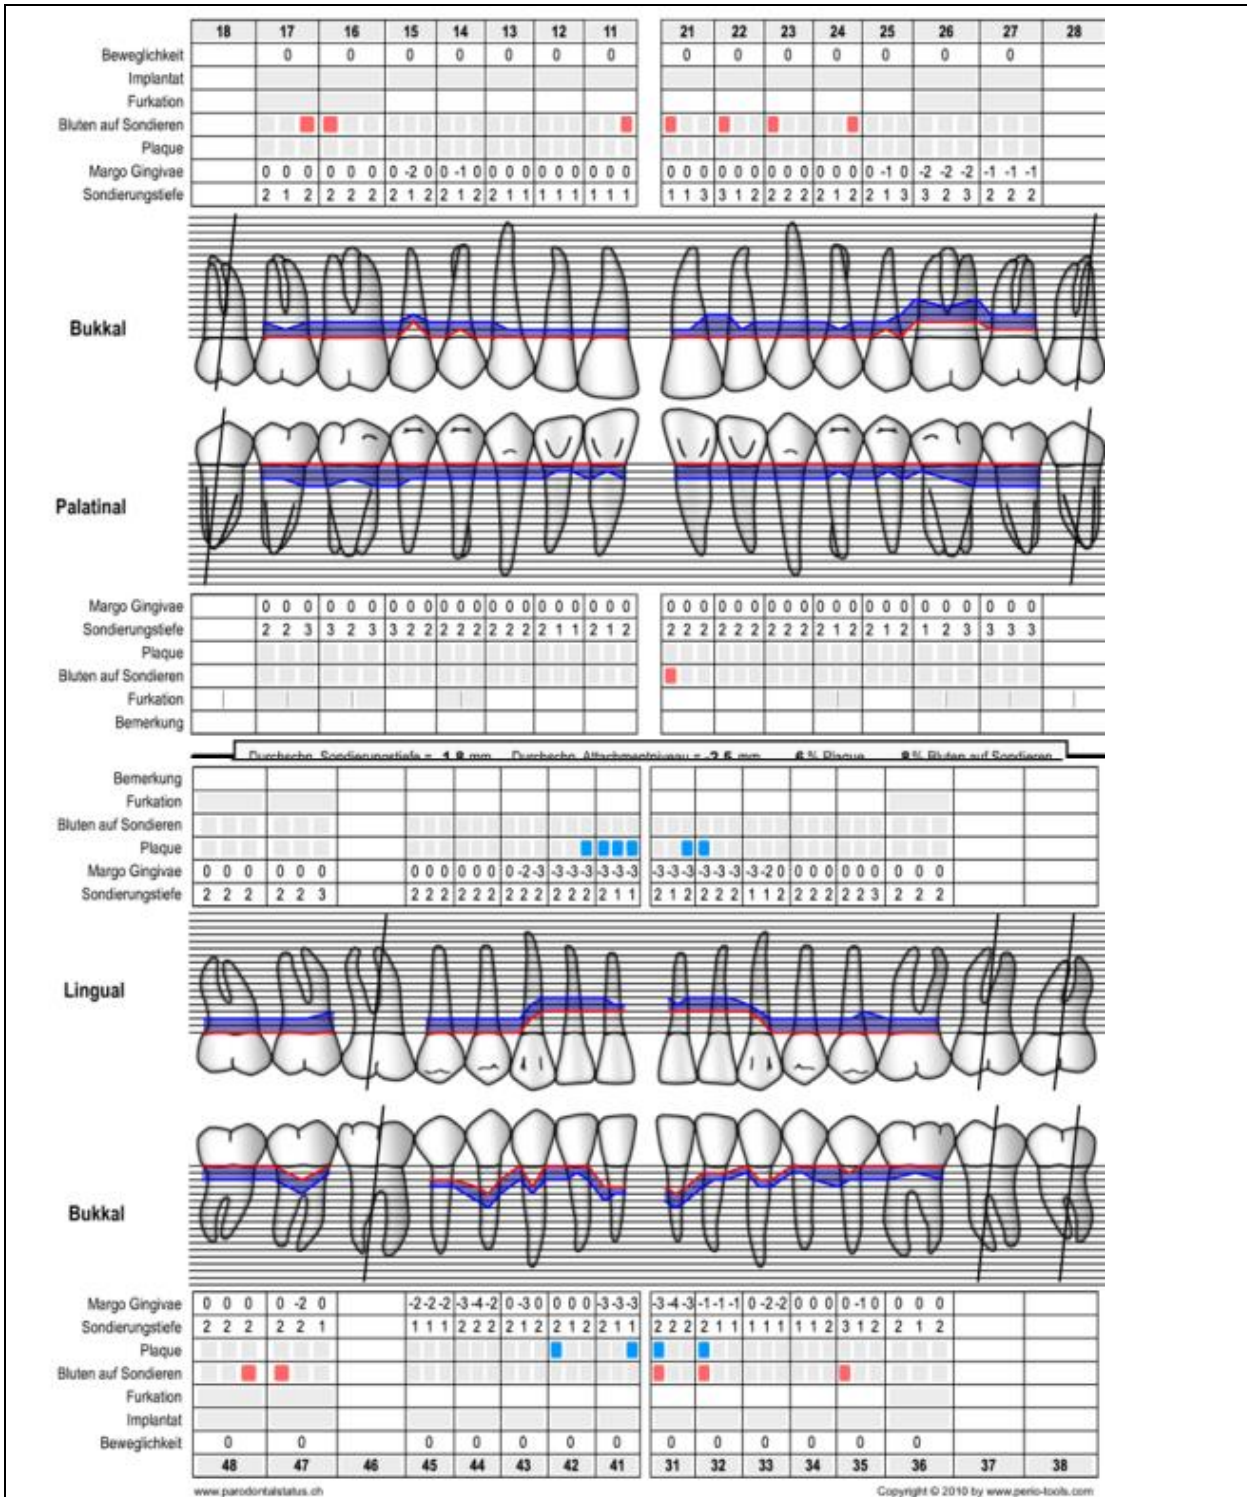 18 17 16 15 14 13 12 11 21 22 23 24 25 26 27 28
Beweglichkeit 0 0 0 0 0 0 0 0 0 0 0 0 0 0
Implantat
Furkation
Bluten auf Sondieren
Plaque
Margo Gingivae 0 0 0 0 0 0 0 -2 0 0 -1 0 0 0 0 0 0 0 0 0 0 0 0 0 0 0 0 0 0 0 0 0 0 0 -1 0 -2 -2 -2 -1 -1 -1
Sondierungstiefe 2 1 2 2 2 2 2 1 2 2 1 2 2 1 1 1 1 1 1 1 1 1 1 3 3 1 2 2 2 2 2 1 2 2 1 3 3 2 3 2 2 2
Bukkal
Palatinal
Margo Gingivae 0 0 0 0 0 0 0 0 0 0 0 0 0 0 0 0 0 0 0 0 0 0 0 0 0 0 0 0 0 0 0 0 0 0 0 0 0 0 0 0 0 0
Sondierungstiefe 2 2 3 3 2 3 3 2 2 2 2 2 2 2 2 2 1 1 2 1 2 2 2 2 2 2 2 2 2 2 2 1 2 2 1 2 1 2 3 3 3 3
Plaque
Bluten auf Sondieren
Furkation
Bemerkung
Durchschn. Sondierungstiefe = 1.8 mm Durchschn. Attachmentniveau = -2.5 mm 6 % Plaque 8 % Bluten auf Sondieren
Bemerkung
Furkation
Bluten auf Sondieren
Plaque
Margo Gingivae 0 0 0 0 0 0 0 0 0 0 0 0 0 -2 -3 -3 -3 -3 -3 -3 -3 -3 -3 -3 -3 -3 -3 -3 -2 0 0 0 0 0 0 0 0 0 0
Sondierungstiefe 2 2 2 2 2 3 2 2 2 2 2 2 2 2 2 2 2 2 2 1 1 2 1 2 2 2 2 1 1 2 2 2 2 2 2 3 2 2 2
Lingual
Bukkal
Margo Gingivae 0 0 0 0 -2 0 -2 -2 -2 -3 -4 -2 0 -3 0 0 0 0 -3 -3 -3 -3 -4 -3 -1 -1 -1 0 -2 -2 0 0 0 0 -1 0 0 0 0
Sondierungstiefe 2 2 2 2 2 1 1 1 1 2 2 2 2 1 2 2 1 2 2 1 1 2 2 2 2 1 1 1 1 1 1 1 2 3 1 2 2 1 2
Plaque
Bluten auf Sondieren
Furkation
Implantat
Beweglichkeit 0 0 0 0 0 0 0 0 0 0 0 0 0
48 47 46 45 44 43 42 41 31 32 33 34 35 36 37 38
www.parodontalstatus.ch Copyright © 2010 by www.perio-tools.com